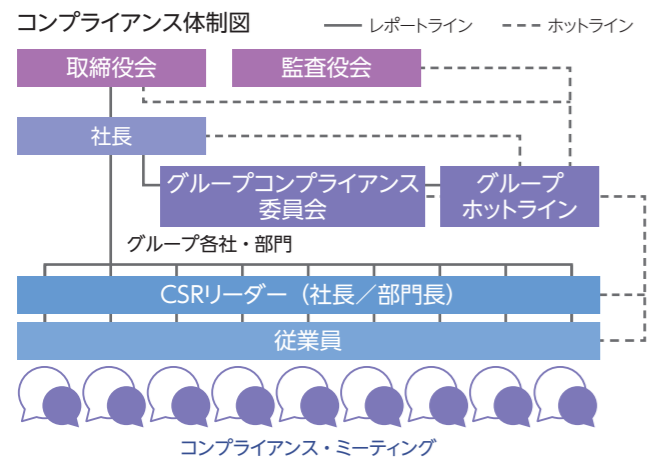 コンプライアンス体制図
レポートライン
ホットライン
取締役会
監査役会
社長
グループコンプライアンス
委員会
グループ
ホットライン
グループ各社・部門
CSRリーダー（社長／部門長）
従業員
コンプライアンス・ミーティング